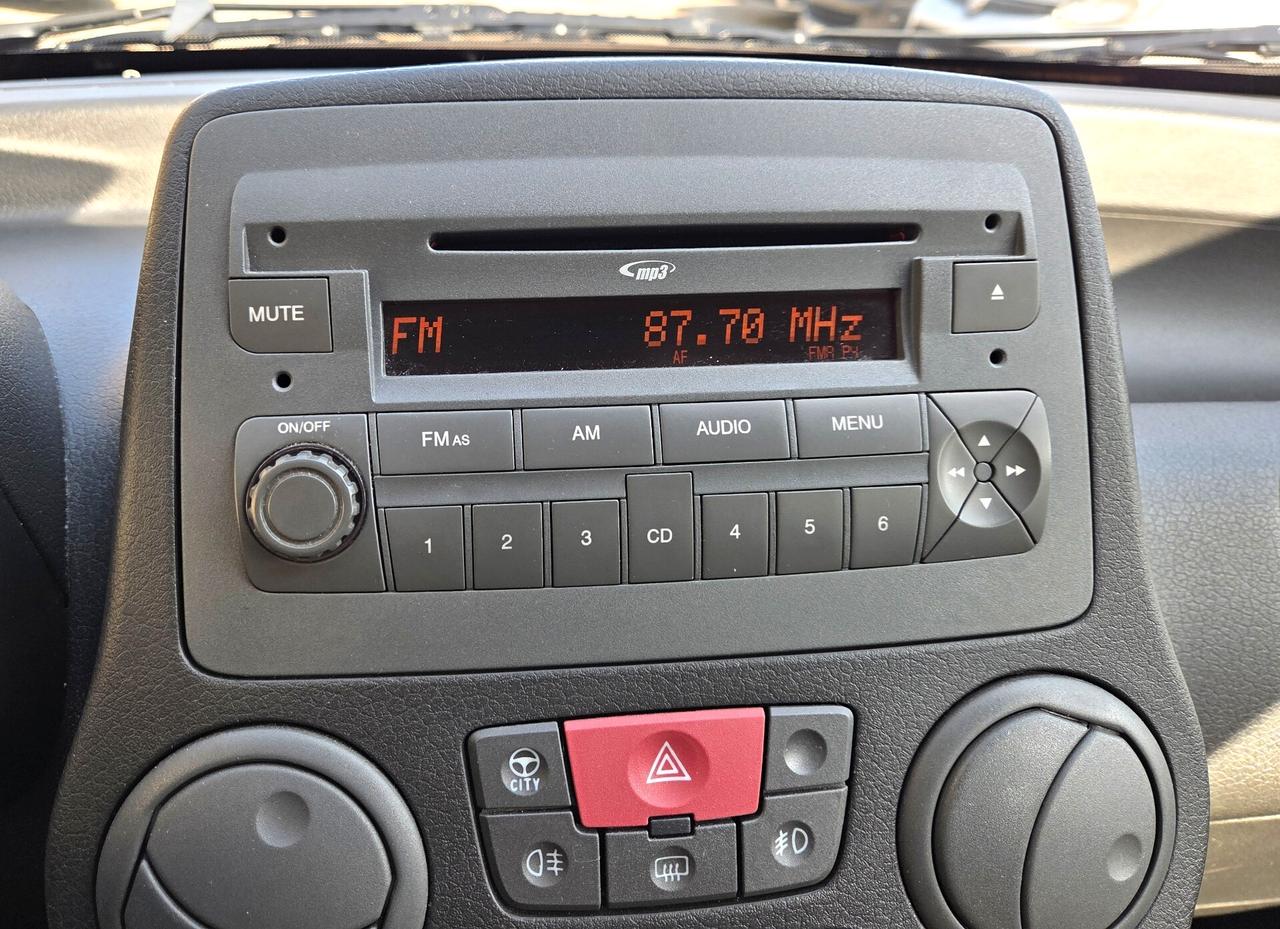 mp3
MUTE
FM 87.70 MHz
AF
ON/OFF
FM AS AM AUDIO MENU
1 2 3 CD 4 5 6
CITY